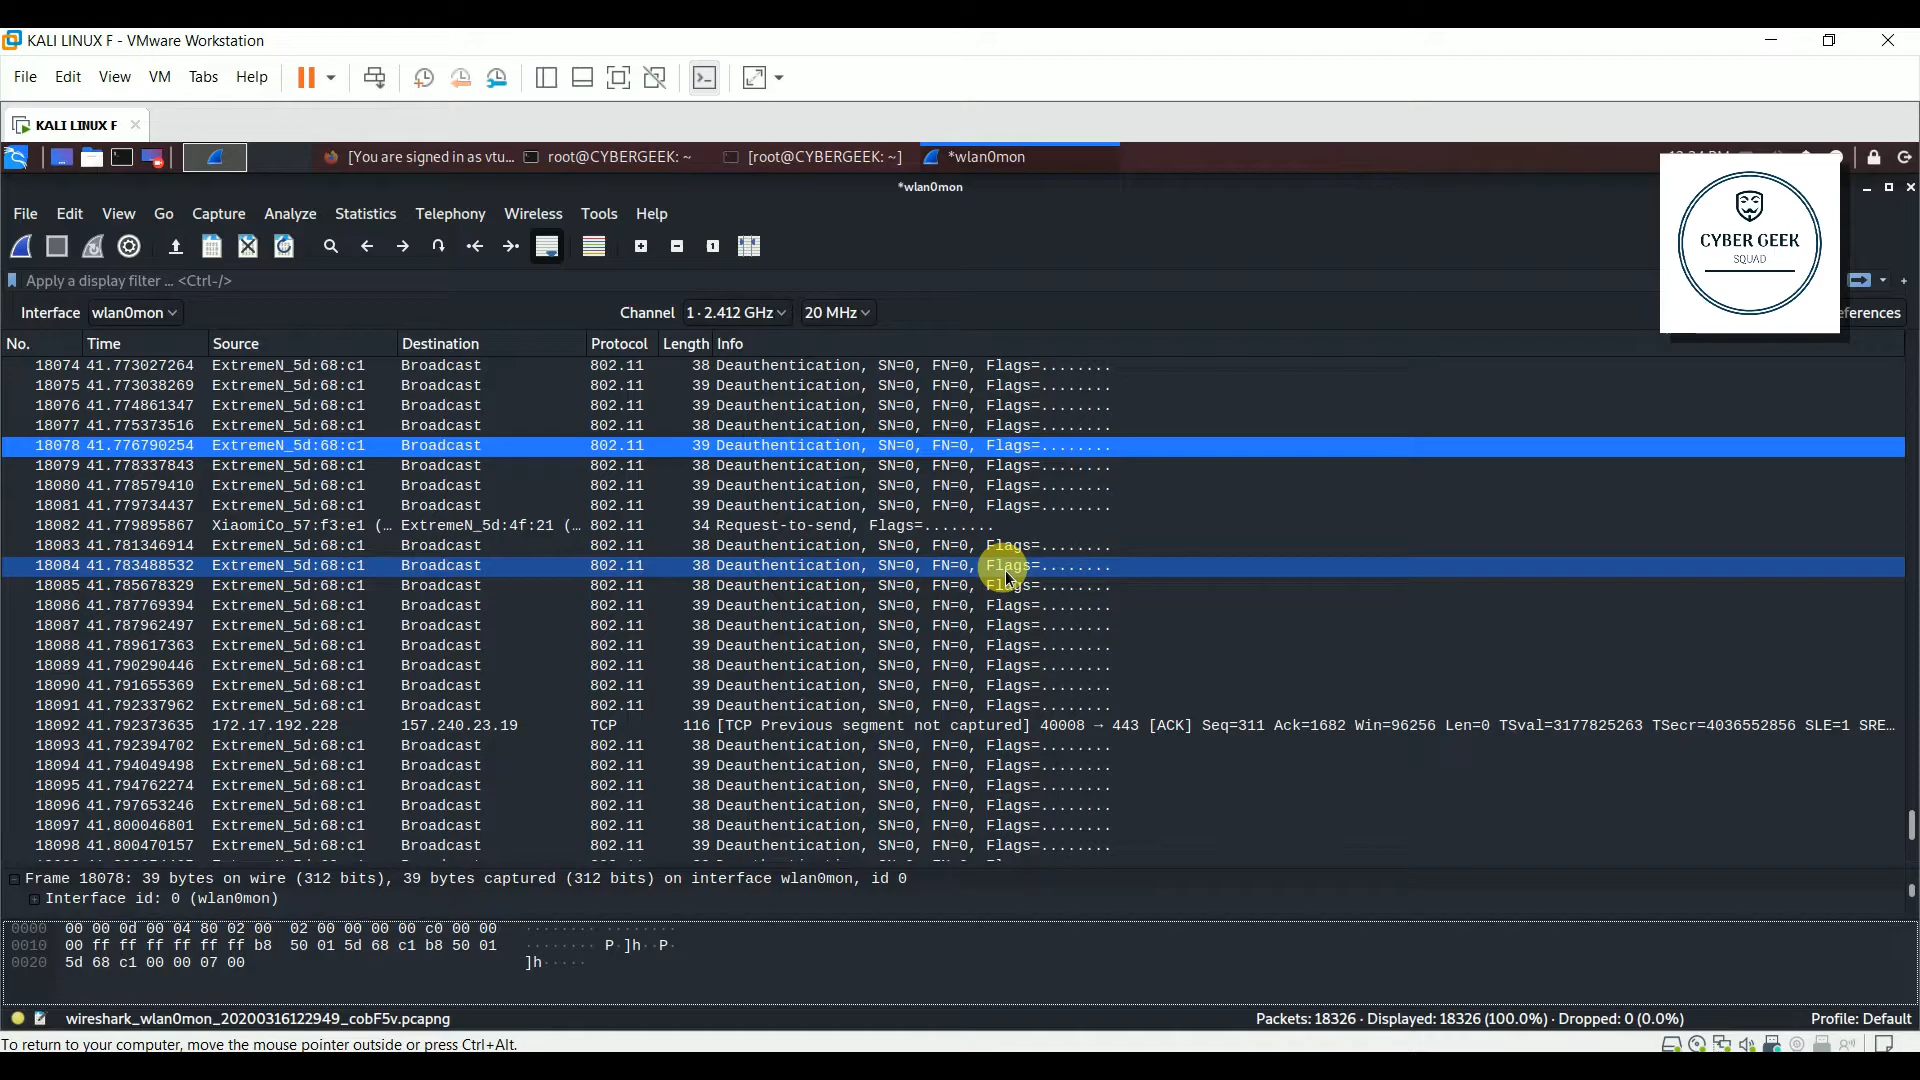 KALI LINUX F - VMware Workstation
File Edit View VM Tabs Help
KALI LINUX F
[You are signed in as vtu... root@CYBERGEEK: ~ [root@CYBERGEEK: ~] *wlan0mon
*wlan0mon
File Edit View Go Capture Analyze Statistics Telephony Wireless Tools Help
CYBER GEEK
SQUAD
Apply a display filter ... <Ctrl-/>
Interface wlan0mon Channel 1 · 2.412 GHz 20 MHz
No. Time Source Destination Protocol Length Info
18074 41.773027264 ExtremeN_5d:68:c1 Broadcast 802.11 38 Deauthentication, SN=0, FN=0, Flags=........
18075 41.773038269 ExtremeN_5d:68:c1 Broadcast 802.11 39 Deauthentication, SN=0, FN=0, Flags=........
18076 41.774861347 ExtremeN_5d:68:c1 Broadcast 802.11 39 Deauthentication, SN=0, FN=0, Flags=........
18077 41.775373516 ExtremeN_5d:68:c1 Broadcast 802.11 38 Deauthentication, SN=0, FN=0, Flags=........
18078 41.776790254 ExtremeN_5d:68:c1 Broadcast 802.11 39 Deauthentication, SN=0, FN=0, Flags=........
18079 41.778337843 ExtremeN_5d:68:c1 Broadcast 802.11 38 Deauthentication, SN=0, FN=0, Flags=........
18080 41.778579410 ExtremeN_5d:68:c1 Broadcast 802.11 39 Deauthentication, SN=0, FN=0, Flags=........
18081 41.779734437 ExtremeN_5d:68:c1 Broadcast 802.11 39 Deauthentication, SN=0, FN=0, Flags=........
18082 41.779895867 XiaomiCo_57:f3:e1 (… ExtremeN_5d:4f:21 (… 802.11 34 Request-to-send, Flags=........
18083 41.781346914 ExtremeN_5d:68:c1 Broadcast 802.11 38 Deauthentication, SN=0, FN=0, Flags=........
18084 41.783488532 ExtremeN_5d:68:c1 Broadcast 802.11 38 Deauthentication, SN=0, FN=0, Flags=........
18085 41.785678329 ExtremeN_5d:68:c1 Broadcast 802.11 38 Deauthentication, SN=0, FN=0, Flags=........
18086 41.787769394 ExtremeN_5d:68:c1 Broadcast 802.11 39 Deauthentication, SN=0, FN=0, Flags=........
18087 41.787962497 ExtremeN_5d:68:c1 Broadcast 802.11 38 Deauthentication, SN=0, FN=0, Flags=........
18088 41.789617363 ExtremeN_5d:68:c1 Broadcast 802.11 39 Deauthentication, SN=0, FN=0, Flags=........
18089 41.790290446 ExtremeN_5d:68:c1 Broadcast 802.11 38 Deauthentication, SN=0, FN=0, Flags=........
18090 41.791655369 ExtremeN_5d:68:c1 Broadcast 802.11 39 Deauthentication, SN=0, FN=0, Flags=........
18091 41.792337962 ExtremeN_5d:68:c1 Broadcast 802.11 39 Deauthentication, SN=0, FN=0, Flags=........
18092 41.792373635 172.17.192.228 157.240.23.19 TCP 116 [TCP Previous segment not captured] 40008 → 443 [ACK] Seq=311 Ack=1682 Win=96256 Len=0 TSval=3177825263 TSecr=4036552856 SLE=1 SRE…
18093 41.792394702 ExtremeN_5d:68:c1 Broadcast 802.11 38 Deauthentication, SN=0, FN=0, Flags=........
18094 41.794049498 ExtremeN_5d:68:c1 Broadcast 802.11 39 Deauthentication, SN=0, FN=0, Flags=........
18095 41.794762274 ExtremeN_5d:68:c1 Broadcast 802.11 38 Deauthentication, SN=0, FN=0, Flags=........
18096 41.797653246 ExtremeN_5d:68:c1 Broadcast 802.11 38 Deauthentication, SN=0, FN=0, Flags=........
18097 41.800046801 ExtremeN_5d:68:c1 Broadcast 802.11 38 Deauthentication, SN=0, FN=0, Flags=........
18098 41.800470157 ExtremeN_5d:68:c1 Broadcast 802.11 39 Deauthentication, SN=0, FN=0, Flags=........
Frame 18078: 39 bytes on wire (312 bits), 39 bytes captured (312 bits) on interface wlan0mon, id 0
Interface id: 0 (wlan0mon)
0000 00 00 0d 00 04 80 02 00 02 00 00 00 00 c0 00 00 ········ ········
0010 00 ff ff ff ff ff ff b8 50 01 5d 68 c1 b8 50 01 ········ P·]h··P·
0020 5d 68 c1 00 00 07 00 ]h·····
wireshark_wlan0mon_20200316122949_cobF5v.pcapng Packets: 18326 · Displayed: 18326 (100.0%) · Dropped: 0 (0.0%) Profile: Default
To return to your computer, move the mouse pointer outside or press Ctrl+Alt.